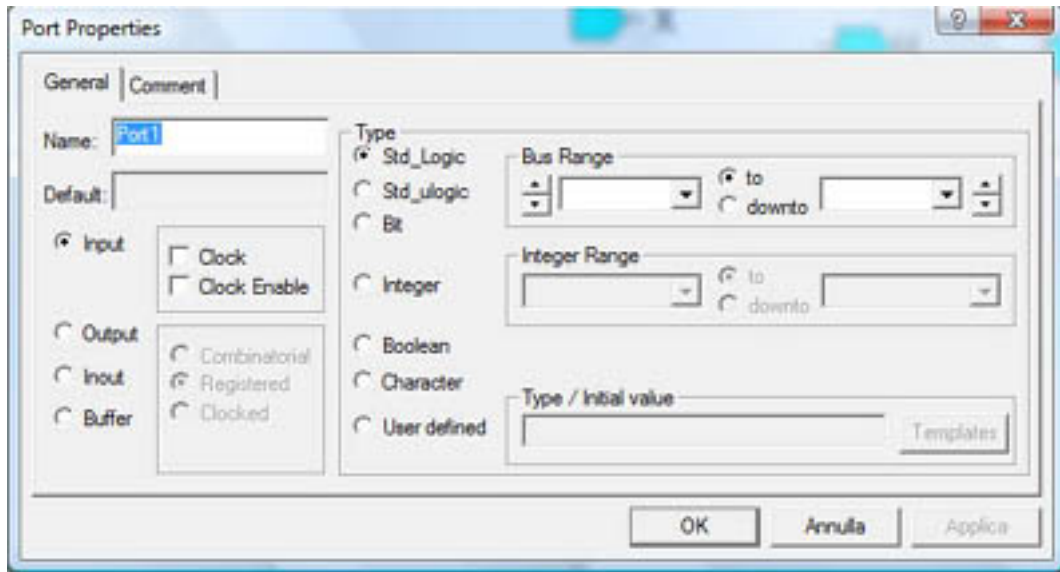 Port Properties
?
X
General
Comment
Name: Port1
Default:
Input
Clock
Clock Enable
Output
Inout
Buffer
Combinatorial
Registered
Clocked
Type
Std_Logic
Std_ulogic
Bit
Integer
Boolean
Character
User defined
Bus Range
to
downto
Integer Range
to
downto
Type / Initial value
Templates
OK
Annulla
Applica